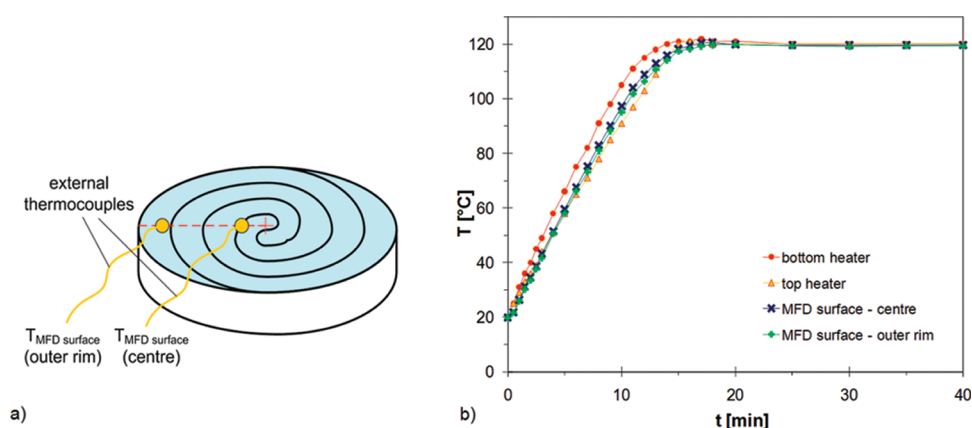 external
thermocouples
TMFD surface
(outer rim)
TMFD surface
(centre)
a)
T [°C]
120
100
80
60
40
20
0
bottom heater
top heater
MFD surface - centre
MFD surface - outer rim
0
10
20
30
40
t [min]
b)